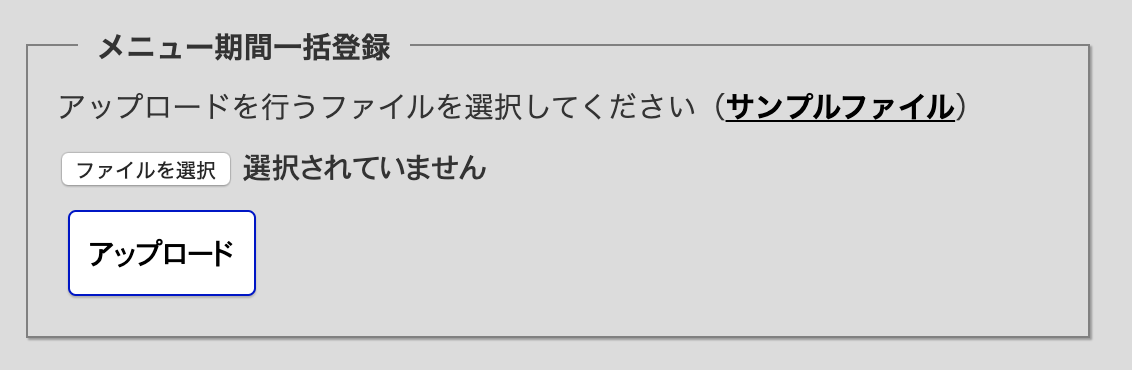 メニュー期間一括登録
アップロードを行うファイルを選択してください（サンプルファイル）
ファイルを選択 選択されていません
アップロード